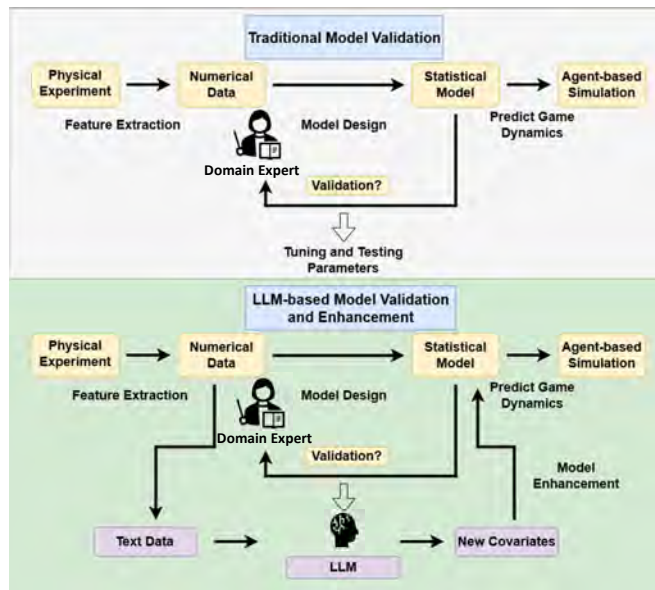 Traditional Model Validation
Physical
Experiment
Numerical
Data
Statistical
Model
Agent-based
Simulation
Feature Extraction
Model Design
Predict Game
Dynamics
Domain Expert
Validation?
Tuning and Testing
Parameters
LLM-based Model Validation
and Enhancement
Physical
Experiment
Numerical
Data
Statistical
Model
Agent-based
Simulation
Feature Extraction
Model Design
Predict Game
Dynamics
Domain Expert
Validation?
Model
Enhancement
Text Data
LLM
New Covariates